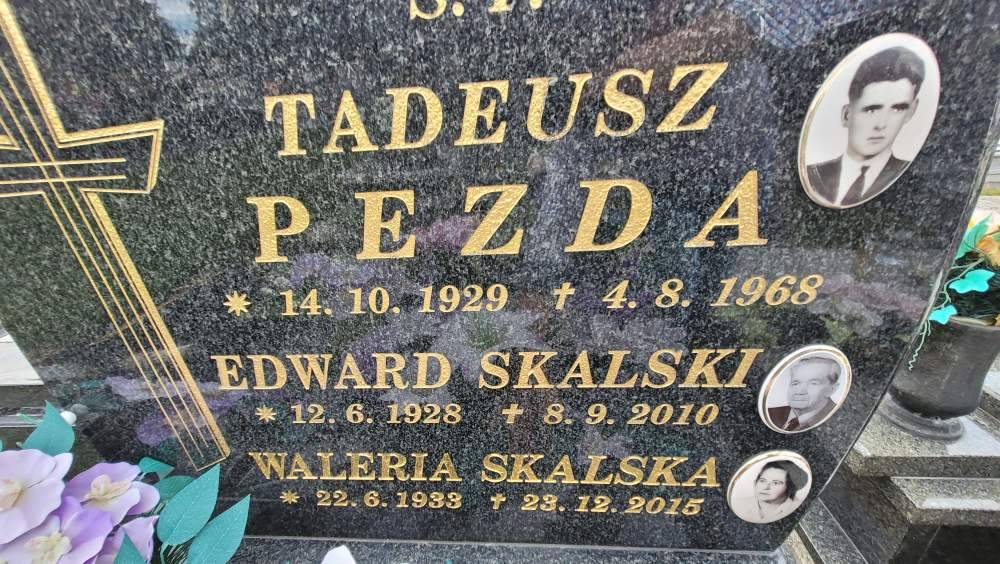 Ś. P.
TADEUSZ
PEZDA
* 14. 10. 1929 ✝ 4. 8. 1968
EDWARD SKALSKI
* 12. 6. 1928 ✝ 8. 9. 2010
WALERIA SKALSKA
* 22. 6. 1933 ✝ 23. 12. 2015